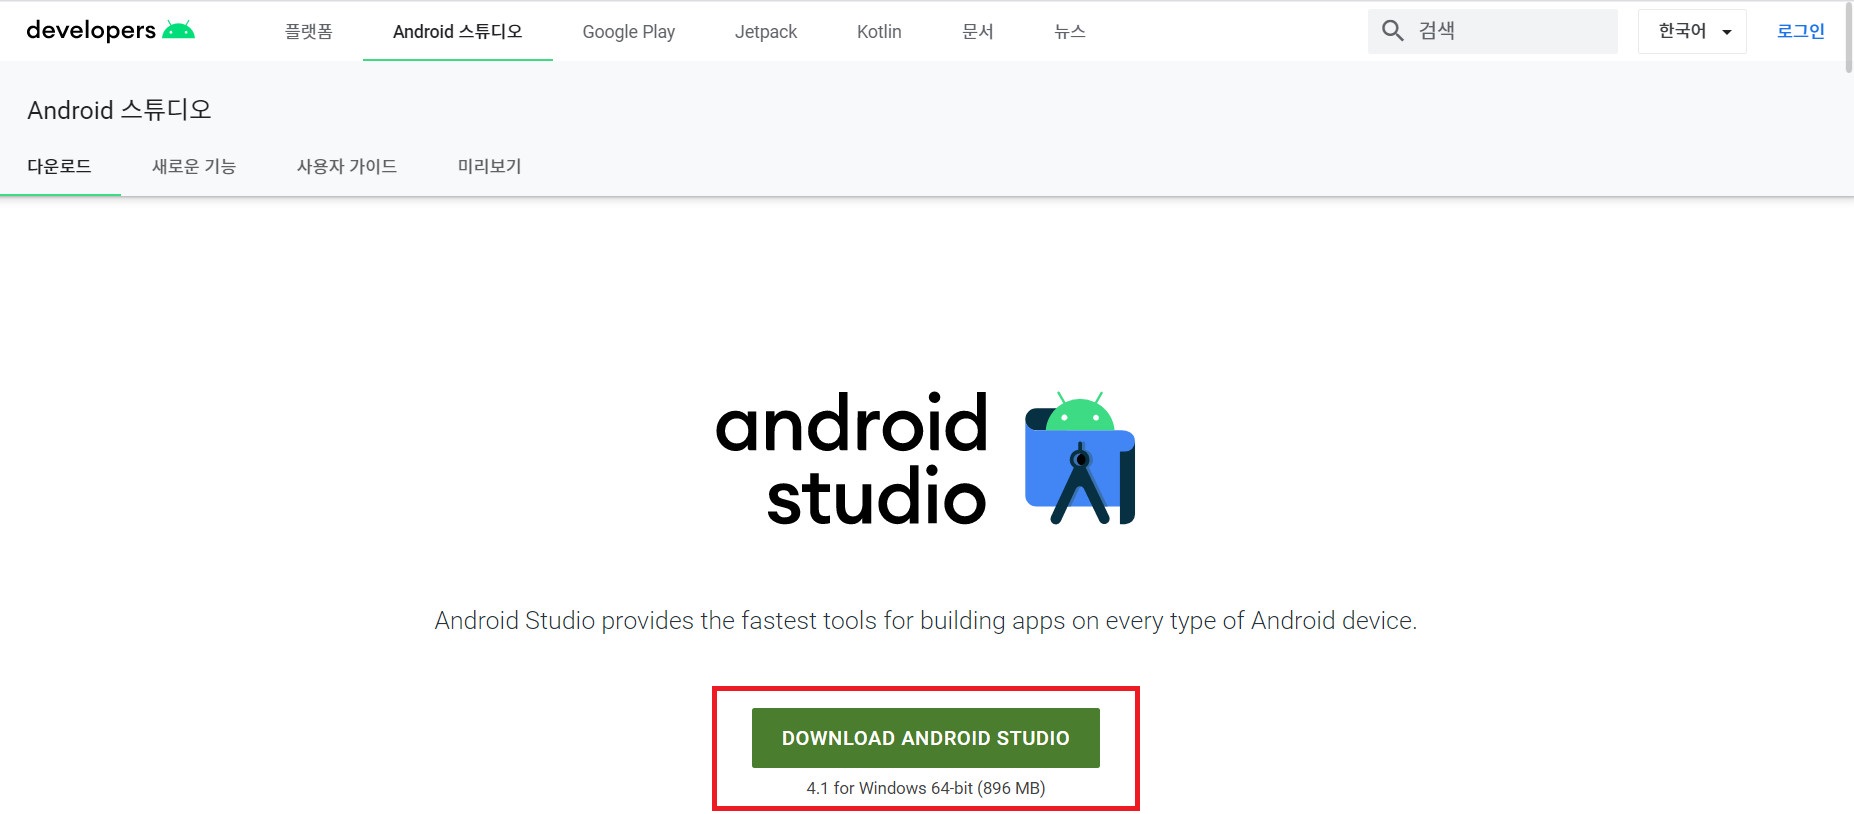 developers
플랫폼
Android 스튜디오
Google Play
Jetpack
Kotlin
문서
뉴스
검색
한국어
로그인
Android 스튜디오
다운로드
새로운 기능
사용자 가이드
미리보기
android
studio
Android Studio provides the fastest tools for building apps on every type of Android device.
DOWNLOAD ANDROID STUDIO
4.1 for Windows 64-bit (896 MB)